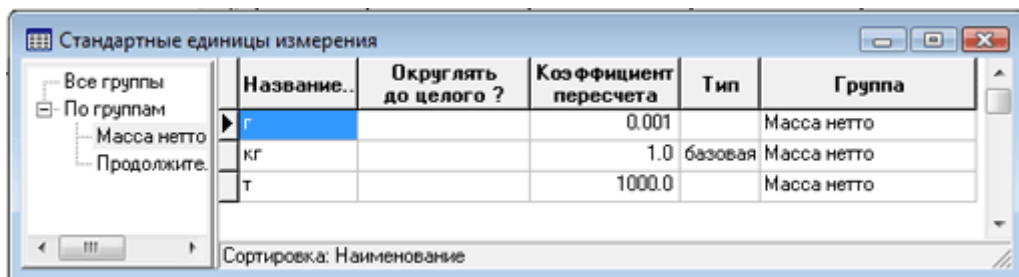 Стандартные единицы измерения
Все группы
По группам
Масса нетто
Продолжите.
Название.. Округлять до целого ? Коэффициент пересчета Тип Группа
г 0.001 Масса нетто
кг 1.0 базовая Масса нетто
т 1000.0 Масса нетто
Сортировка: Наименование